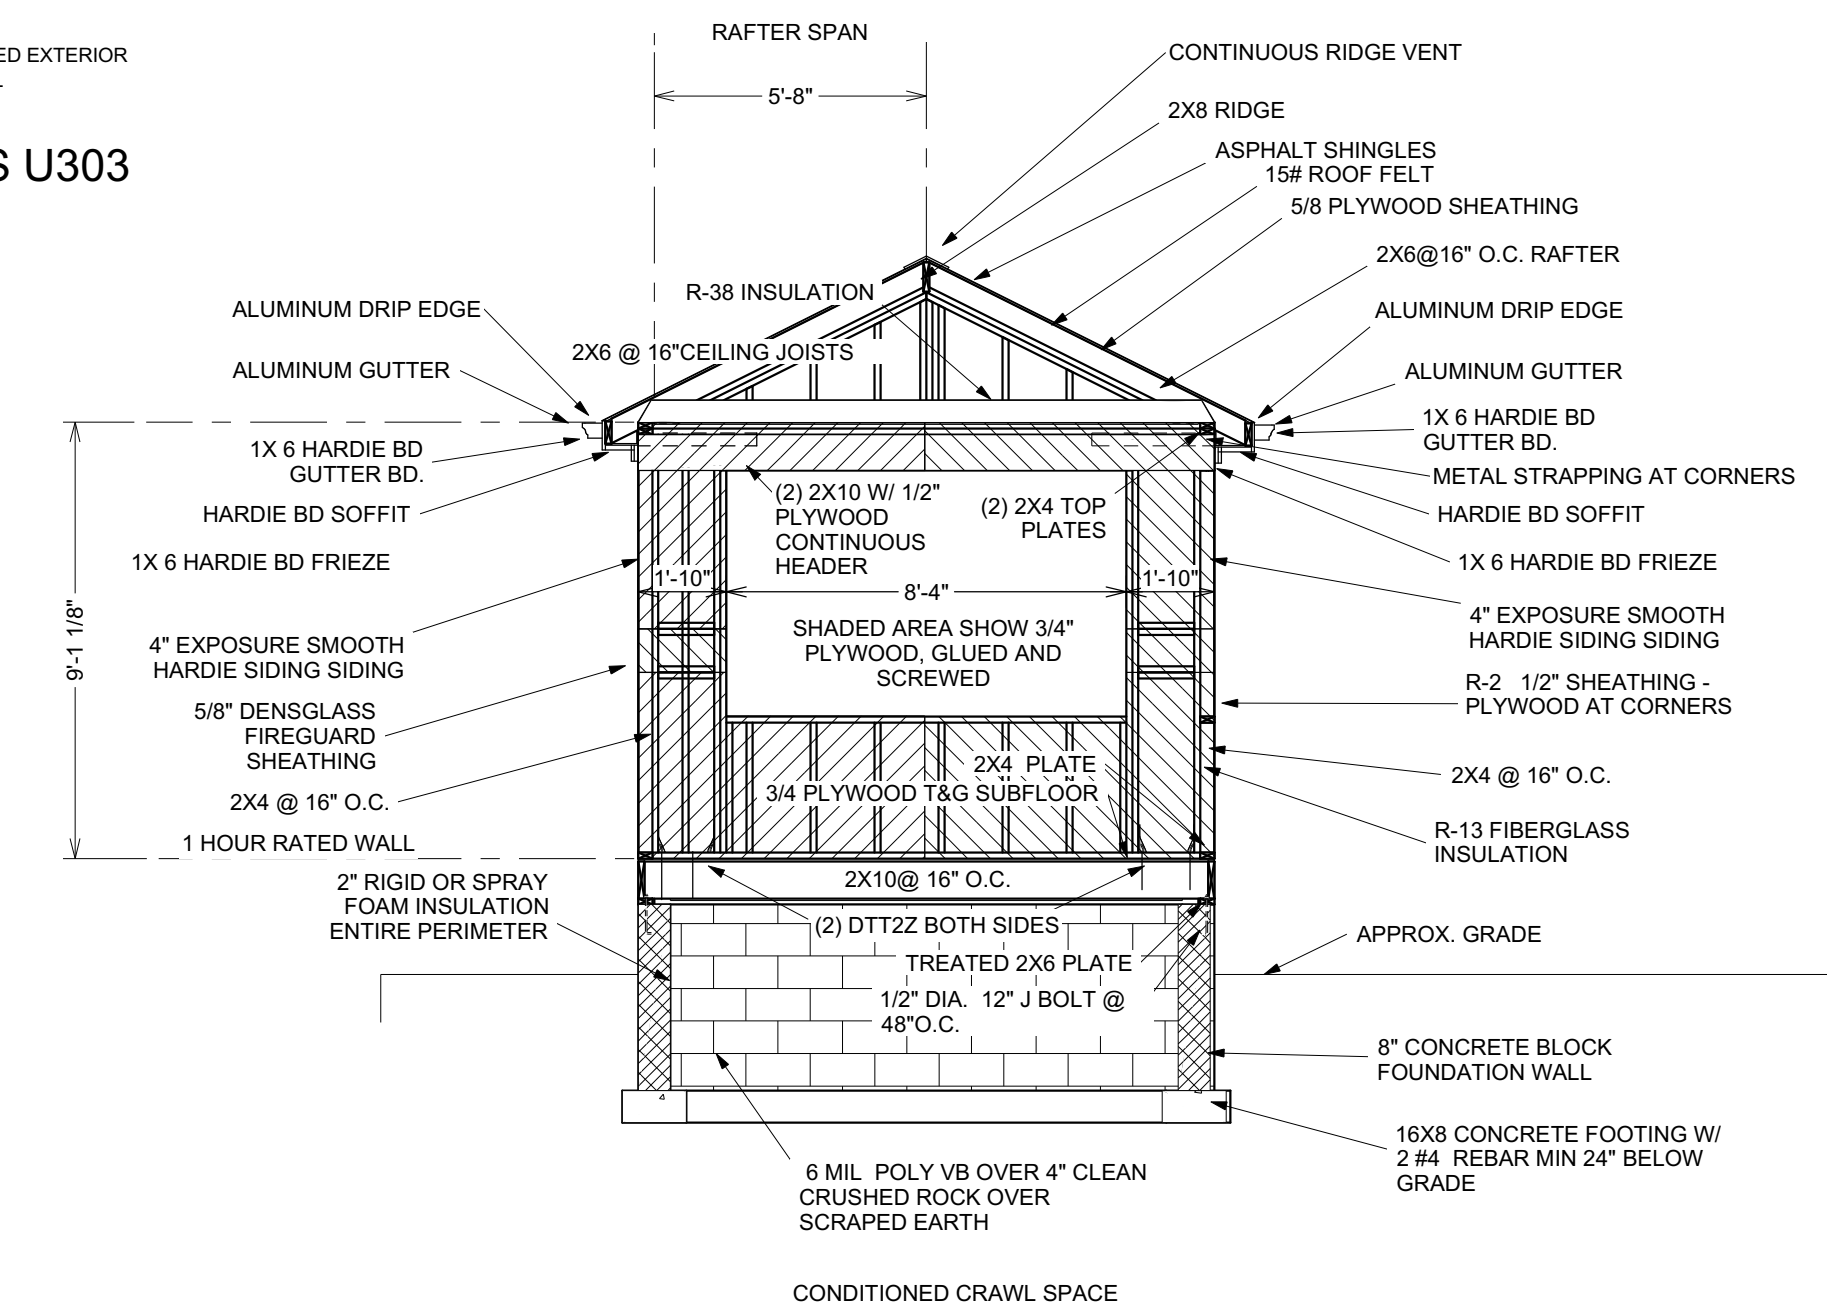 ED EXTERIOR
S U303
RAFTER SPAN
5'-8"
CONTINUOUS RIDGE VENT
2X8 RIDGE
ASPHALT SHINGLES
15# ROOF FELT
5/8 PLYWOOD SHEATHING
2X6@16" O.C. RAFTER
R-38 INSULATION
ALUMINUM DRIP EDGE
ALUMINUM DRIP EDGE
2X6 @ 16"CEILING JOISTS
ALUMINUM GUTTER
ALUMINUM GUTTER
1X 6 HARDIE BD
GUTTER BD.
1X 6 HARDIE BD
GUTTER BD.
METAL STRAPPING AT CORNERS
HARDIE BD SOFFIT
(2) 2X10 W/ 1/2"
PLYWOOD
CONTINUOUS
HEADER
(2) 2X4 TOP
PLATES
HARDIE BD SOFFIT
1X 6 HARDIE BD FRIEZE
1X 6 HARDIE BD FRIEZE
1'-10"
8'-4"
1'-10"
9'-1 1/8"
4" EXPOSURE SMOOTH
HARDIE SIDING SIDING
SHADED AREA SHOW 3/4"
PLYWOOD, GLUED AND
SCREWED
4" EXPOSURE SMOOTH
HARDIE SIDING SIDING
5/8" DENSGLASS
FIREGUARD
SHEATHING
R-2 1/2" SHEATHING -
PLYWOOD AT CORNERS
2X4 PLATE
2X4 @ 16" O.C.
2X4 @ 16" O.C.
3/4 PLYWOOD T&G SUBFLOOR
1 HOUR RATED WALL
R-13 FIBERGLASS
INSULATION
2" RIGID OR SPRAY
FOAM INSULATION
ENTIRE PERIMETER
2X10@ 16" O.C.
(2) DTT2Z BOTH SIDES
APPROX. GRADE
TREATED 2X6 PLATE
1/2" DIA. 12" J BOLT @
48"O.C.
8" CONCRETE BLOCK
FOUNDATION WALL
16X8 CONCRETE FOOTING W/
2 #4 REBAR MIN 24" BELOW
GRADE
6 MIL POLY VB OVER 4" CLEAN
CRUSHED ROCK OVER
SCRAPED EARTH
CONDITIONED CRAWL SPACE